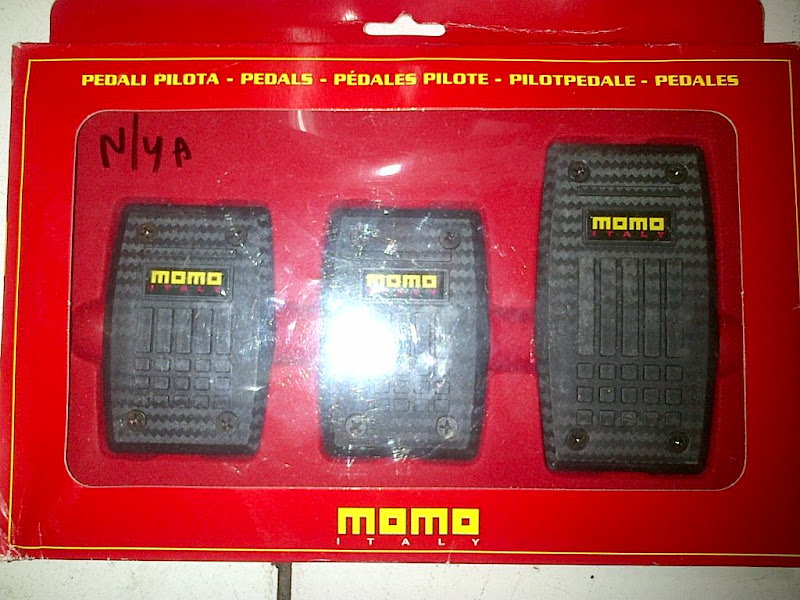 PEDALI PILOTA - PEDALS - PÉDALES PILOTE - PILOTPEDALE - PEDALES
N/YA
momo
ITALY
momo
ITALY
momo
ITALY
momo
ITALY